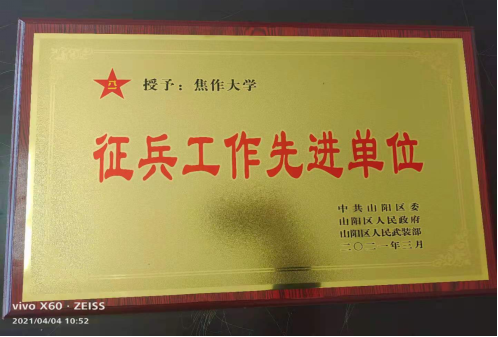 八一
授予：焦作大学
征兵工作先进单位
中共山阳区委
山阳区人民政府
山阳区人民武装部
二〇二一年三月
vivo X60 · ZEISS
2021/04/04 10:52